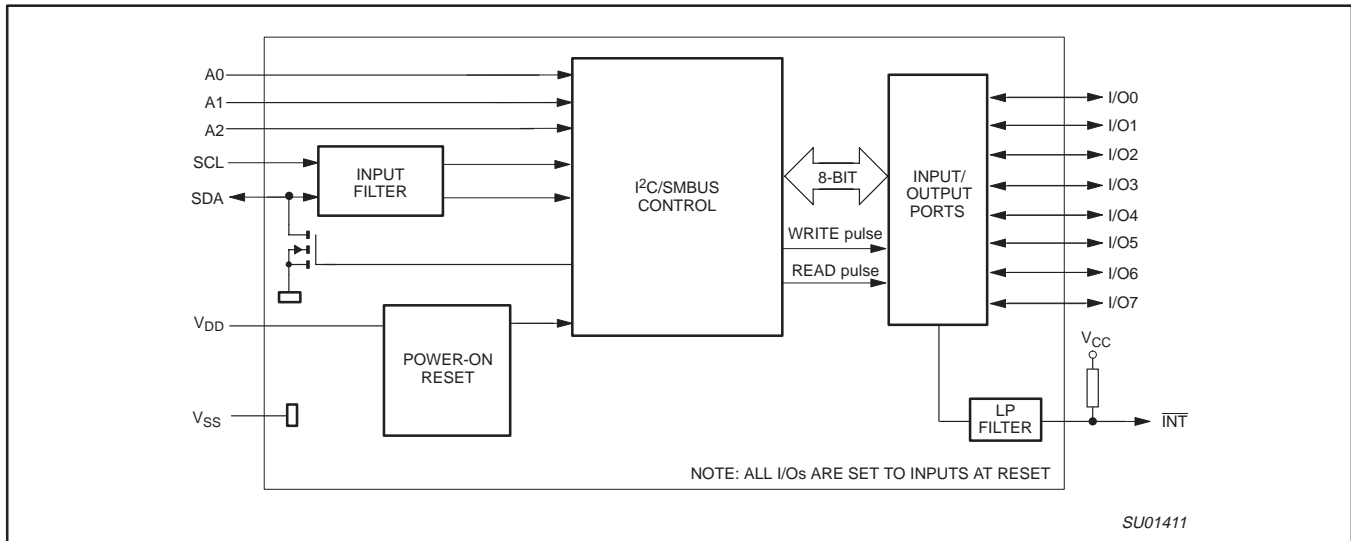 A0
A1
A2
SCL
SDA
INPUT
FILTER
I²C/SMBUS
CONTROL
8-BIT
WRITE pulse
READ pulse
INPUT/
OUTPUT
PORTS
I/O0
I/O1
I/O2
I/O3
I/O4
I/O5
I/O6
I/O7
VDD
POWER-ON
RESET
VSS
VCC
LP
FILTER
INT
NOTE: ALL I/Os ARE SET TO INPUTS AT RESET
SU01411